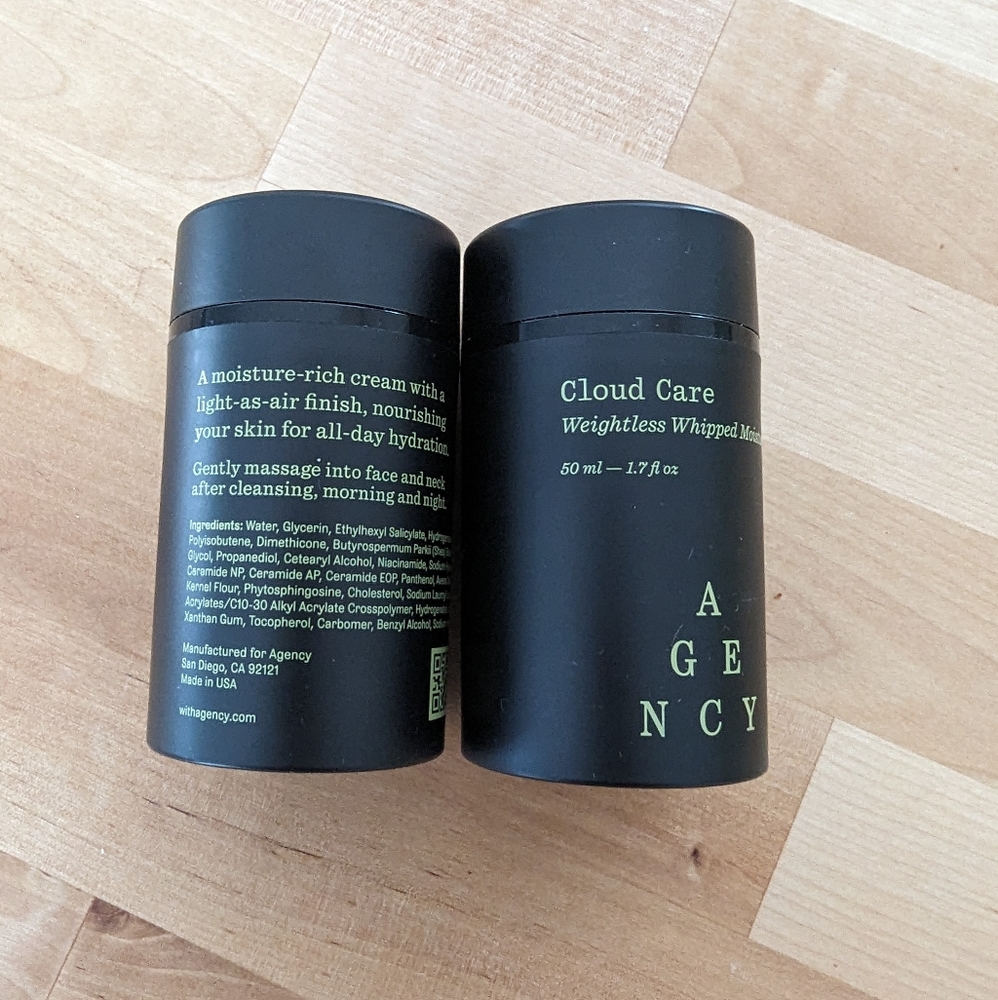 A moisture-rich cream with a
light-as-air finish, nourishing
your skin for all-day hydration.
Gently massage into face and neck
after cleansing, morning and night.
Ingredients: Water, Glycerin, Ethylhexyl Salicylate,
Polyisobutene, Dimethicone, Butyrospermum Parkii
Glycol, Propanediol, Cetearyl Alcohol, Niacinamide,
Ceramide NP, Ceramide AP, Ceramide EOP, Panthenol,
Kernel Flour, Phytosphingosine, Cholesterol, Sodium
Acrylates/C10-30 Alkyl Acrylate Crosspolymer,
Xanthan Gum, Tocopherol, Carbomer, Benzyl Alcohol,
Manufactured for Agency
San Diego, CA 92121
Made in USA
withagency.com
Cloud Care
Weightless Whipped
50 ml — 1.7 fl oz
A
GE
NCY